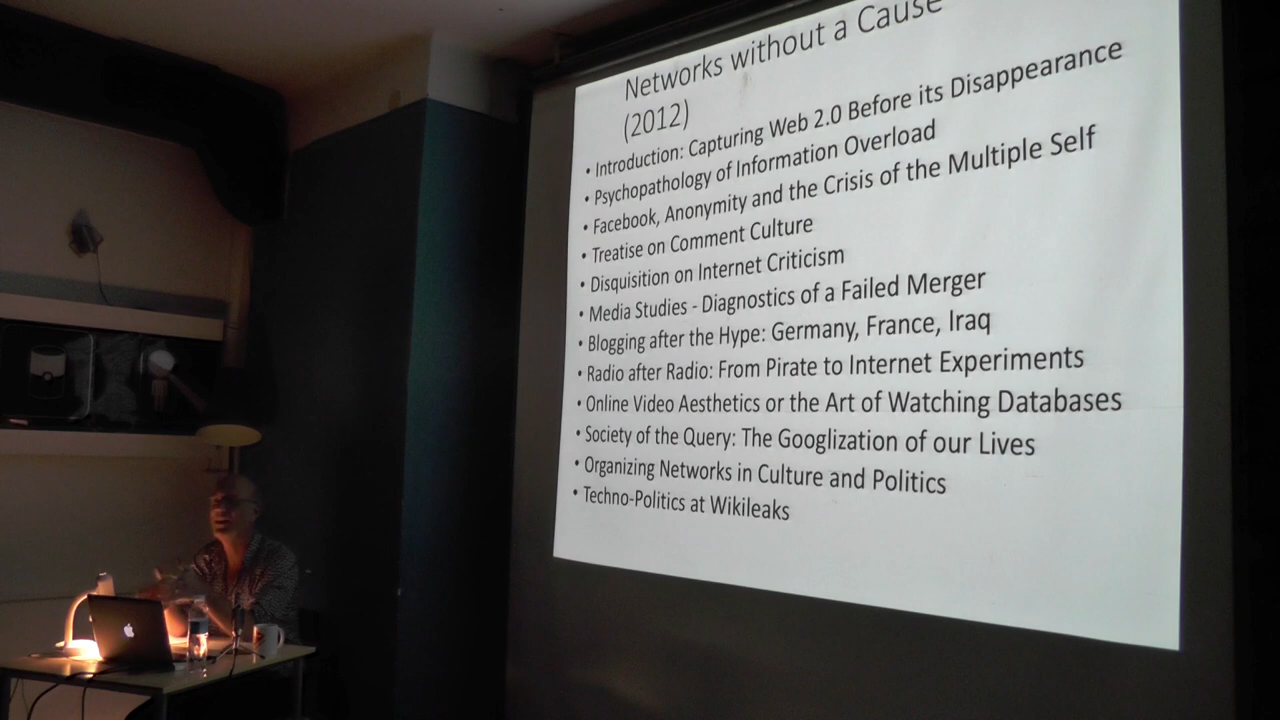 Networks without a Cause
(2012)
• Introduction: Capturing Web 2.0 Before its Disappearance
• Psychopathology of Information Overload
• Facebook, Anonymity and the Crisis of the Multiple Self
• Treatise on Comment Culture
• Disquisition on Internet Criticism
• Media Studies - Diagnostics of a Failed Merger
• Blogging after the Hype: Germany, France, Iraq
• Radio after Radio: From Pirate to Internet Experiments
• Online Video Aesthetics or the Art of Watching Databases
• Society of the Query: The Googlization of our Lives
• Organizing Networks in Culture and Politics
• Techno-Politics at Wikileaks